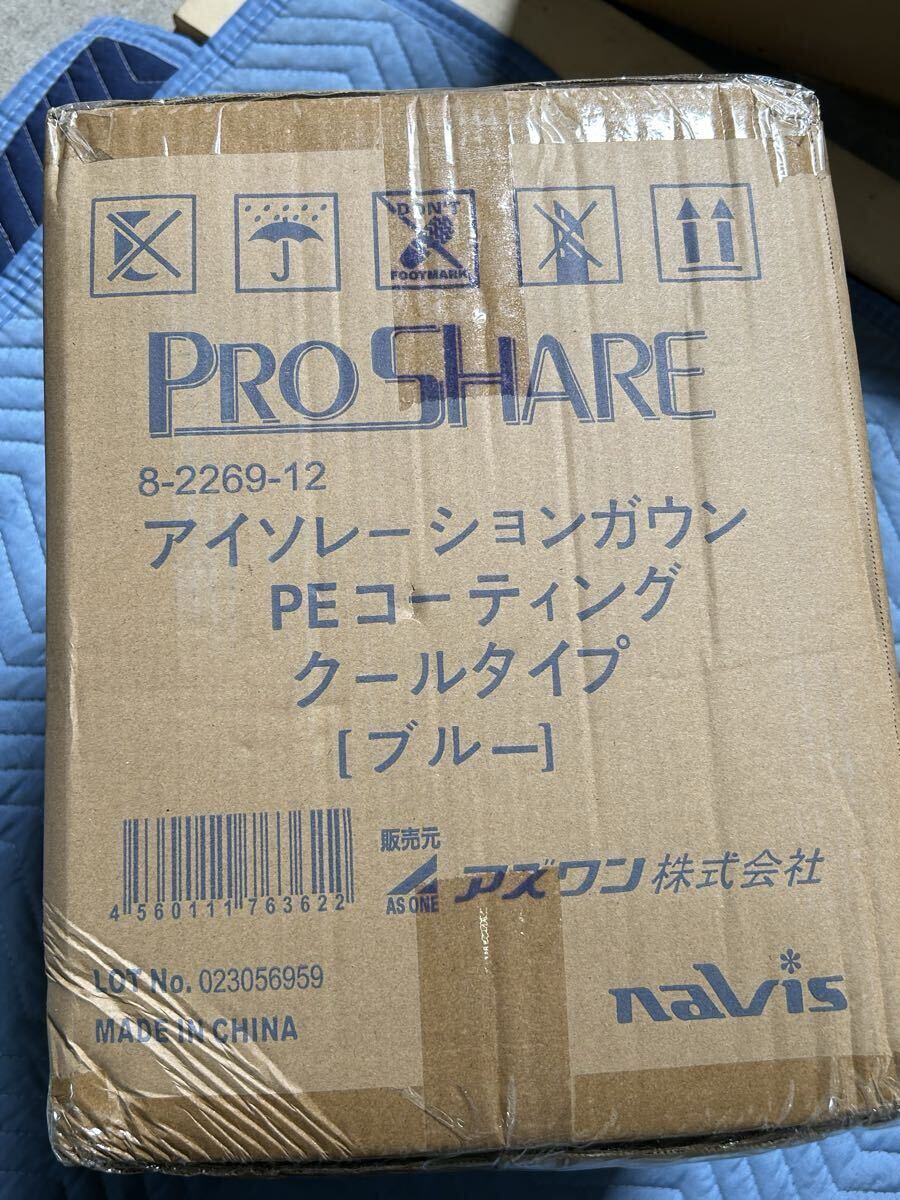 DON'T
FOOTMARK
PROSHARE
8-2269-12
アイソレーションガウン
PEコーティング
クールタイプ
[ブルー]
4 560111 763622
販売元
AS ONE アズワン株式会社
LOT No. 023056959
navis
MADE IN CHINA